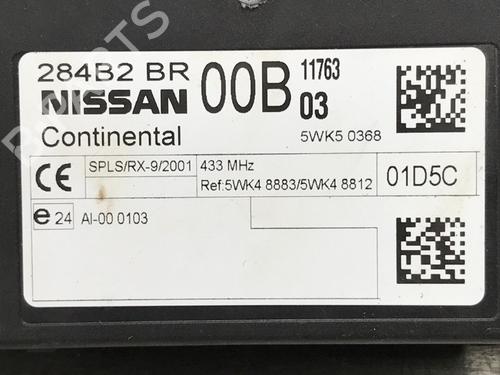 284B2 BR 00B 11763
NISSAN 03
Continental 5WK5 0368
CE SPLS/RX-9/2001 433 MHz
Ref:5WK4 8883/5WK4 8812 01D5C
e 24 AI-00 0103
PARTS